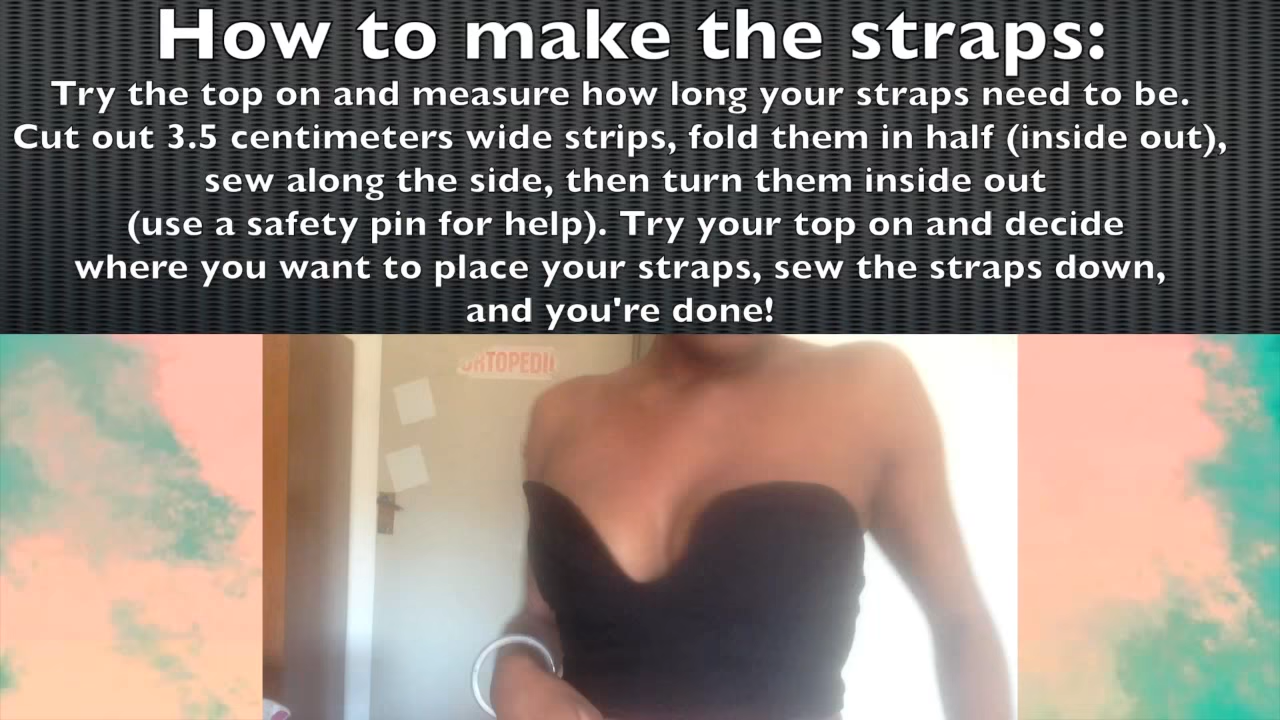 How to make the straps:
Try the top on and measure how long your straps need to be.
Cut out 3.5 centimeters wide strips, fold them in half (inside out),
sew along the side, then turn them inside out
(use a safety pin for help). Try your top on and decide
where you want to place your straps, sew the straps down,
and you're done!